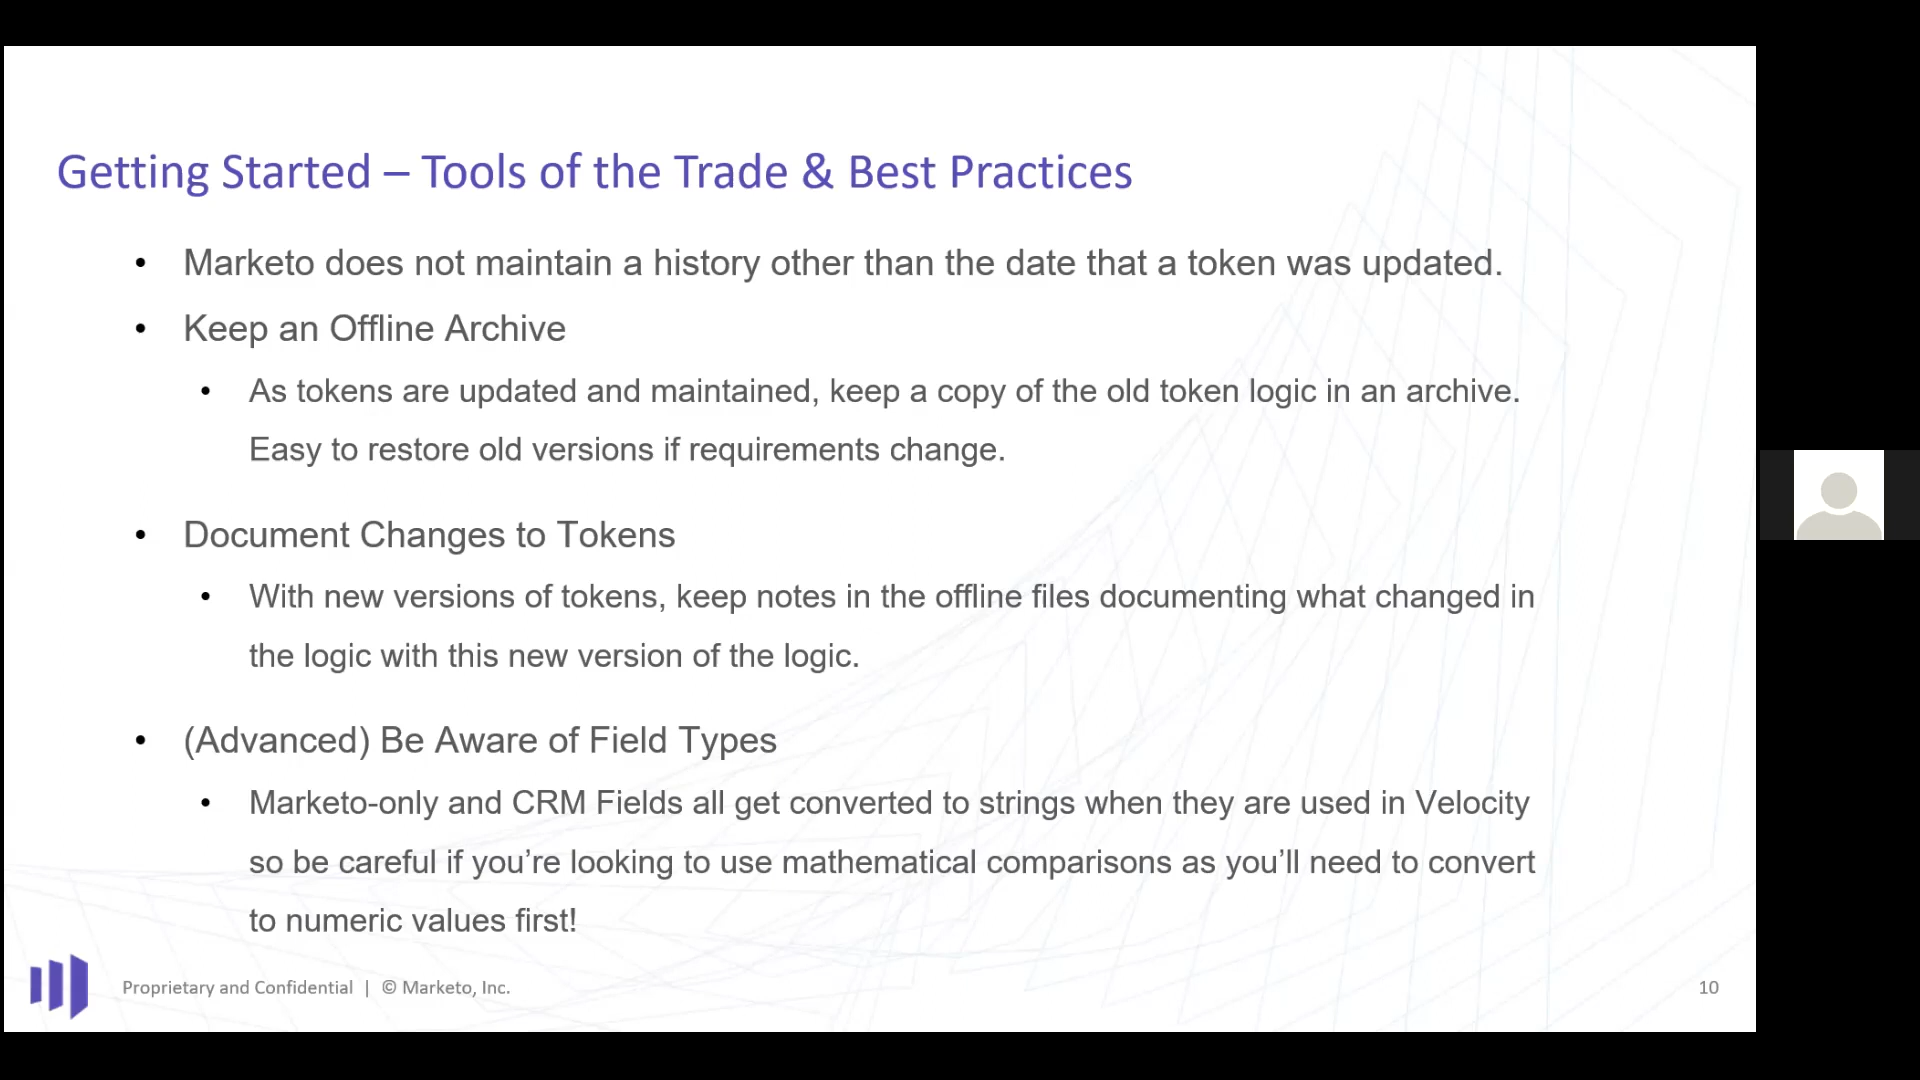 Getting Started – Tools of the Trade & Best Practices
• Marketo does not maintain a history other than the date that a token was updated.
• Keep an Offline Archive
• As tokens are updated and maintained, keep a copy of the old token logic in an archive.
Easy to restore old versions if requirements change.
• Document Changes to Tokens
• With new versions of tokens, keep notes in the offline files documenting what changed in
the logic with this new version of the logic.
• (Advanced) Be Aware of Field Types
• Marketo-only and CRM Fields all get converted to strings when they are used in Velocity
so be careful if you’re looking to use mathematical comparisons as you’ll need to convert
to numeric values first!
Proprietary and Confidential | © Marketo, Inc.
10